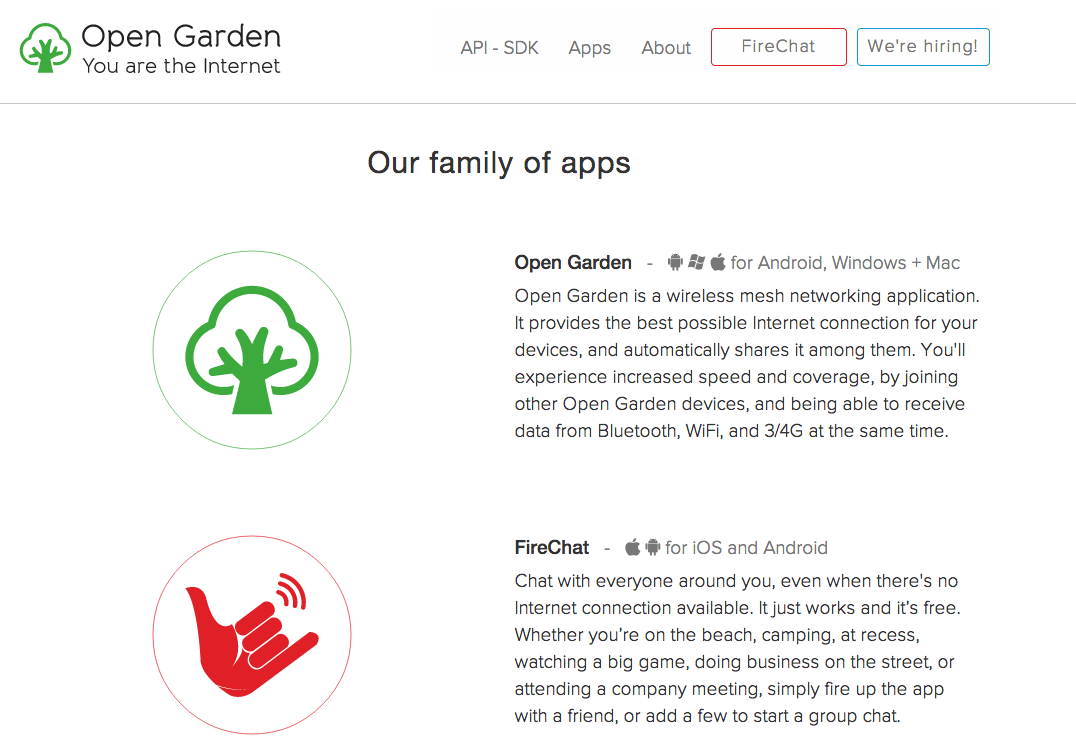 Open Garden
You are the Internet
API - SDK Apps About FireChat We're hiring!
Our family of apps
Open Garden - for Android, Windows + Mac
Open Garden is a wireless mesh networking application.
It provides the best possible Internet connection for your
devices, and automatically shares it among them. You'll
experience increased speed and coverage, by joining
other Open Garden devices, and being able to receive
data from Bluetooth, WiFi, and 3/4G at the same time.
FireChat - for iOS and Android
Chat with everyone around you, even when there's no
Internet connection available. It just works and it’s free.
Whether you’re on the beach, camping, at recess,
watching a big game, doing business on the street, or
attending a company meeting, simply fire up the app
with a friend, or add a few to start a group chat.